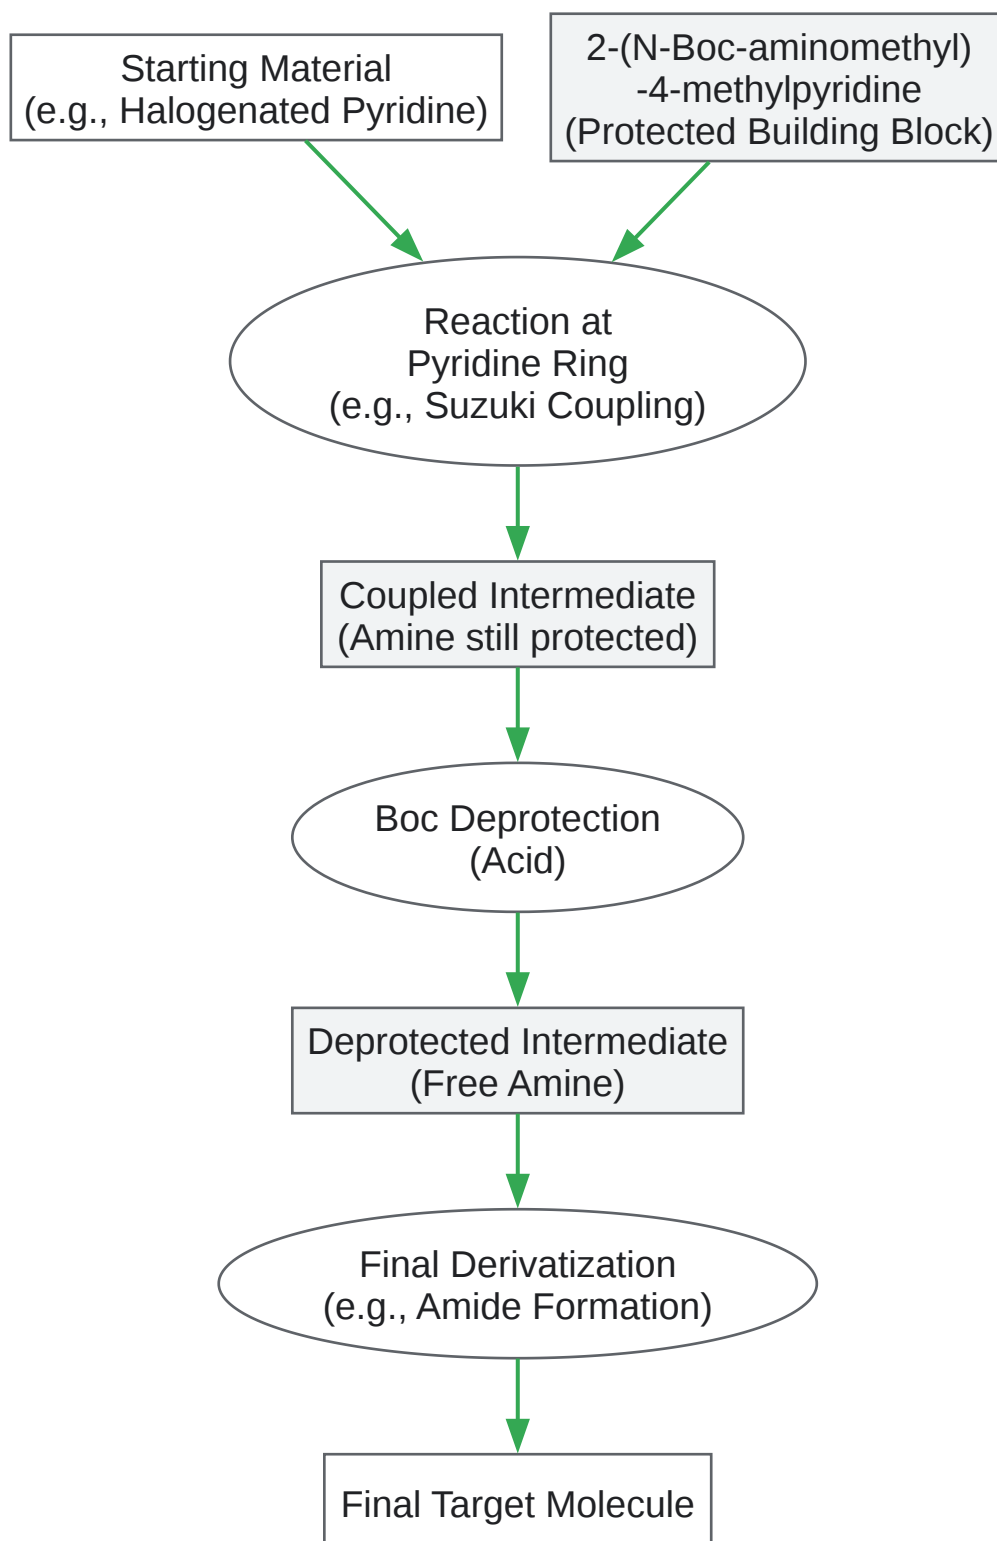 Starting Material
(e.g., Halogenated Pyridine)
2-(N-Boc-aminomethyl)
-4-methylpyridine
(Protected Building Block)
Reaction at
Pyridine Ring
(e.g., Suzuki Coupling)
Coupled Intermediate
(Amine still protected)
Boc Deprotection
(Acid)
Deprotected Intermediate
(Free Amine)
Final Derivatization
(e.g., Amide Formation)
Final Target Molecule